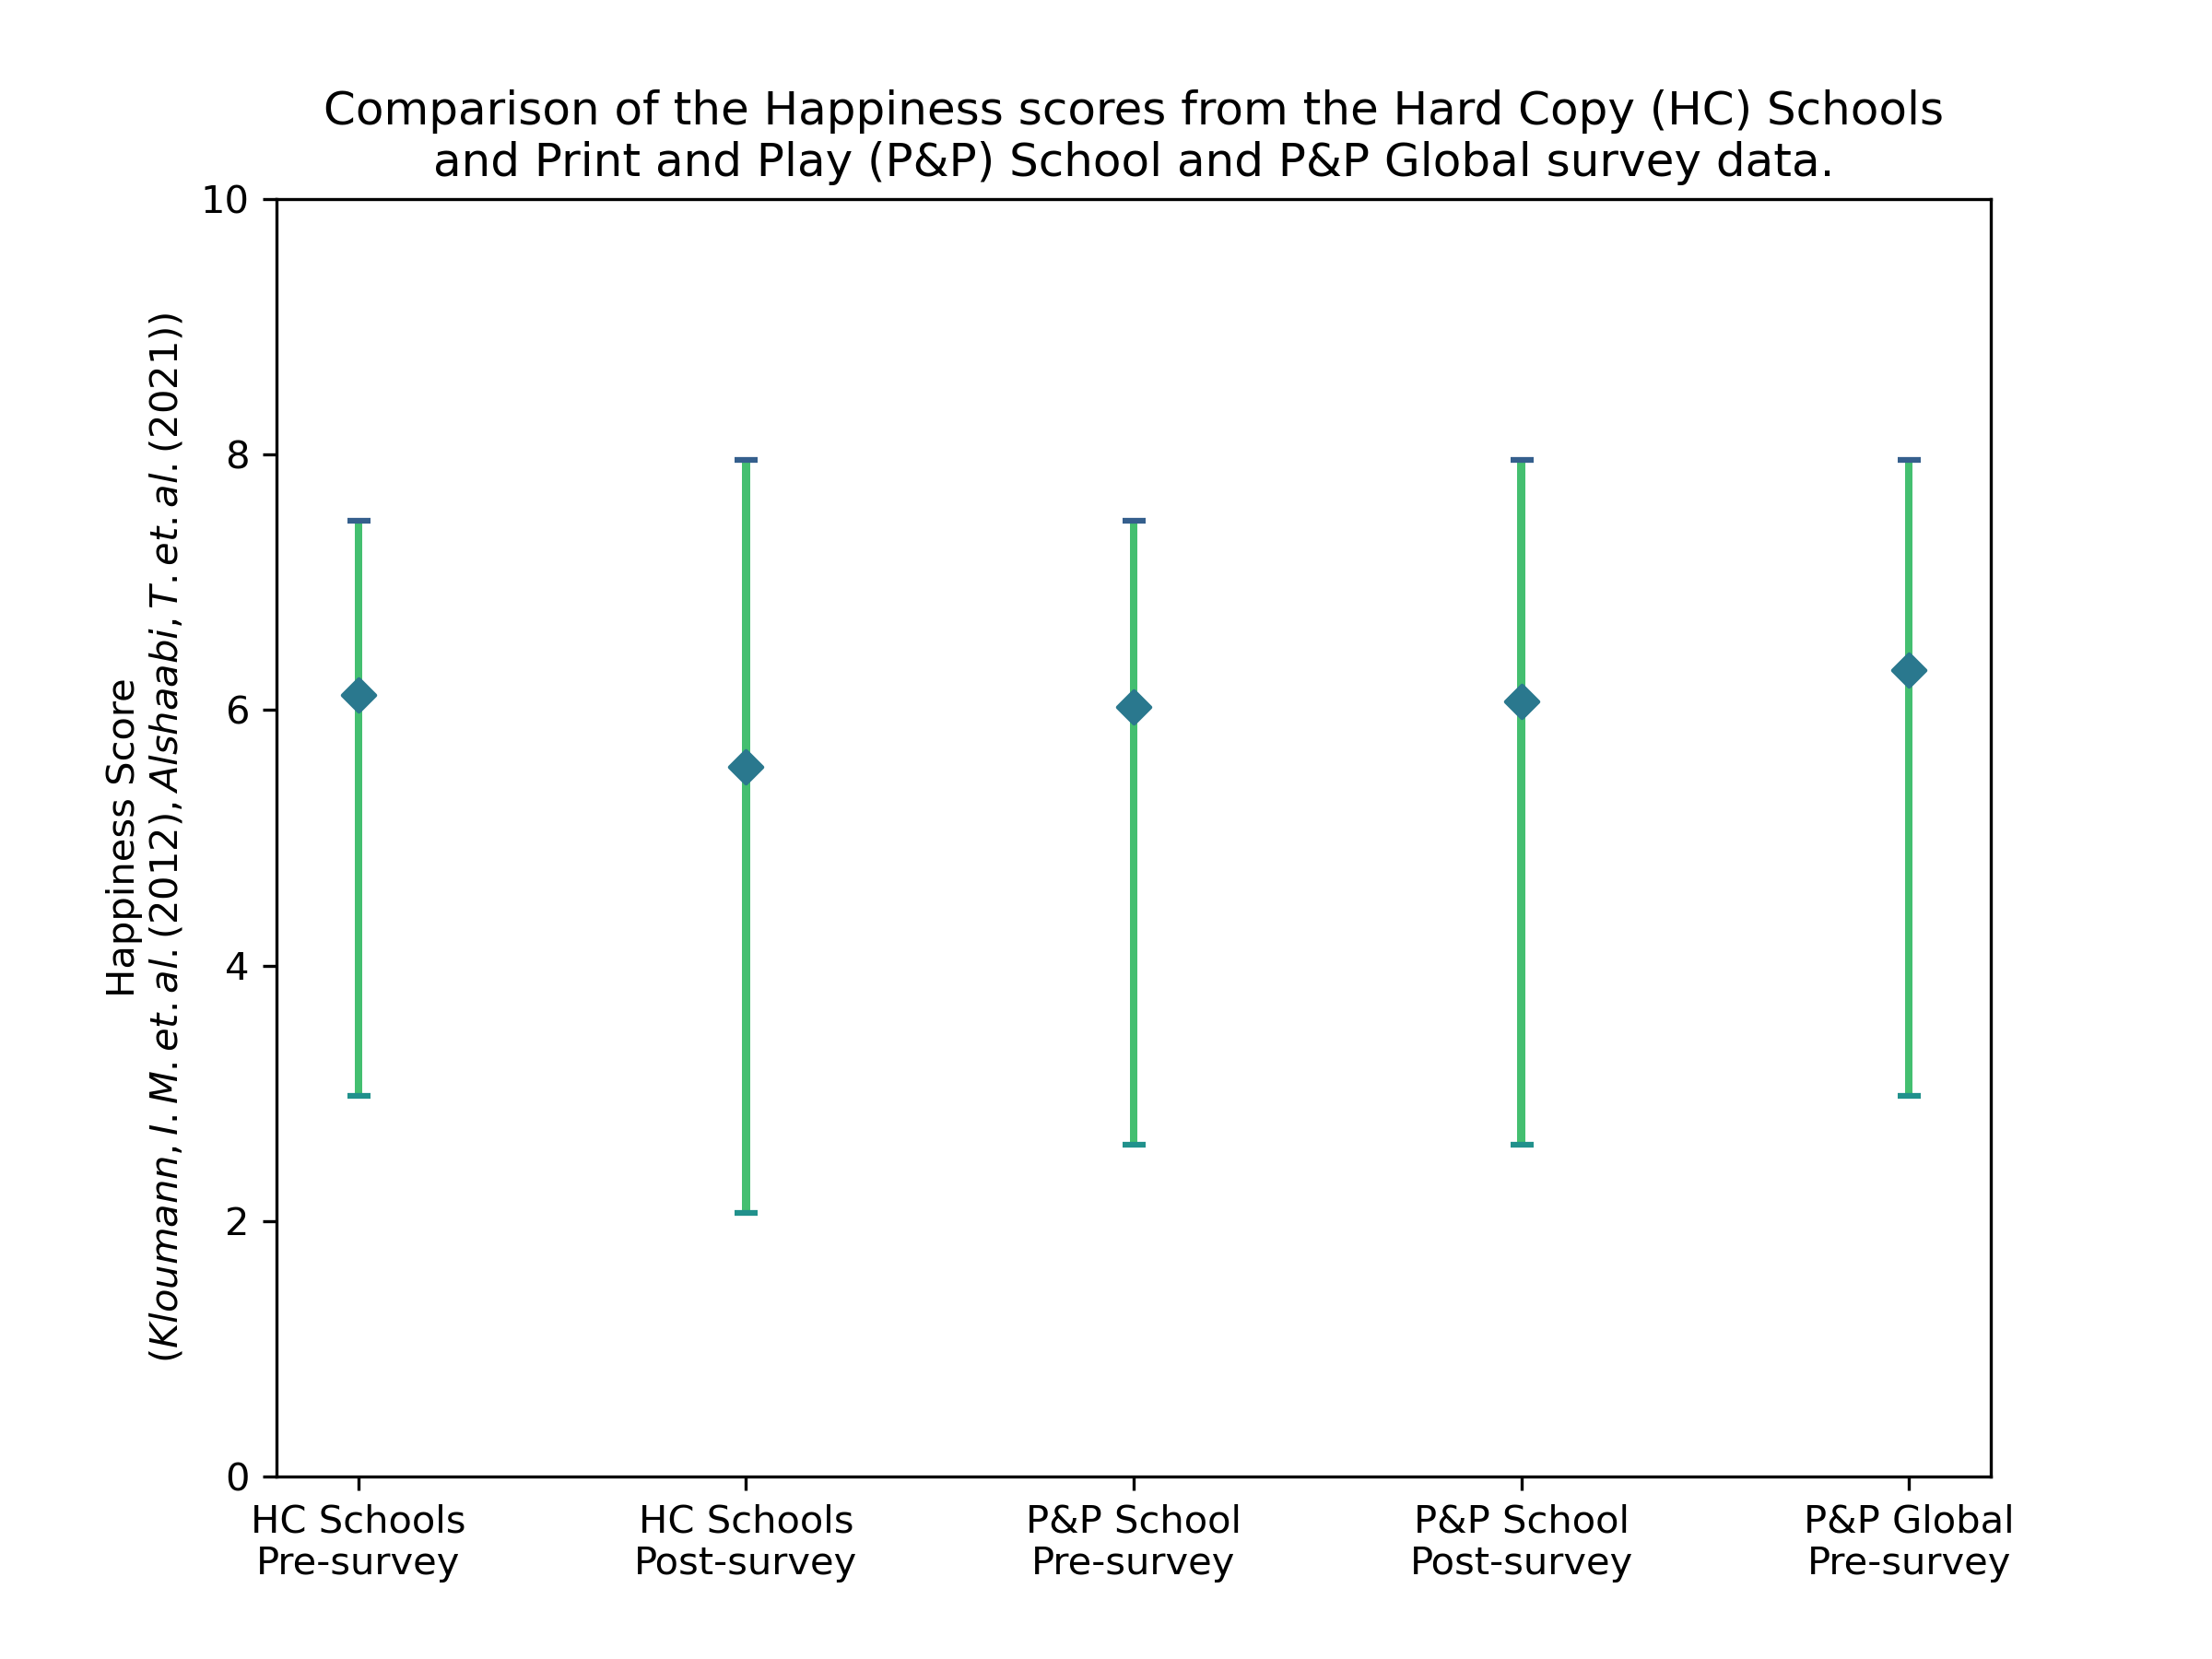 Comparison of the Happiness scores from the Hard Copy (HC) Schools
and Print and Play (P&P) School and P&P Global survey data.
Happiness Score
(Kloumann, I. M. et. al. (2012), Alshaabi, T. et. al. (2021))
10
8
6
4
2
0
HC Schools
Pre-survey
HC Schools
Post-survey
P&P School
Pre-survey
P&P School
Post-survey
P&P Global
Pre-survey